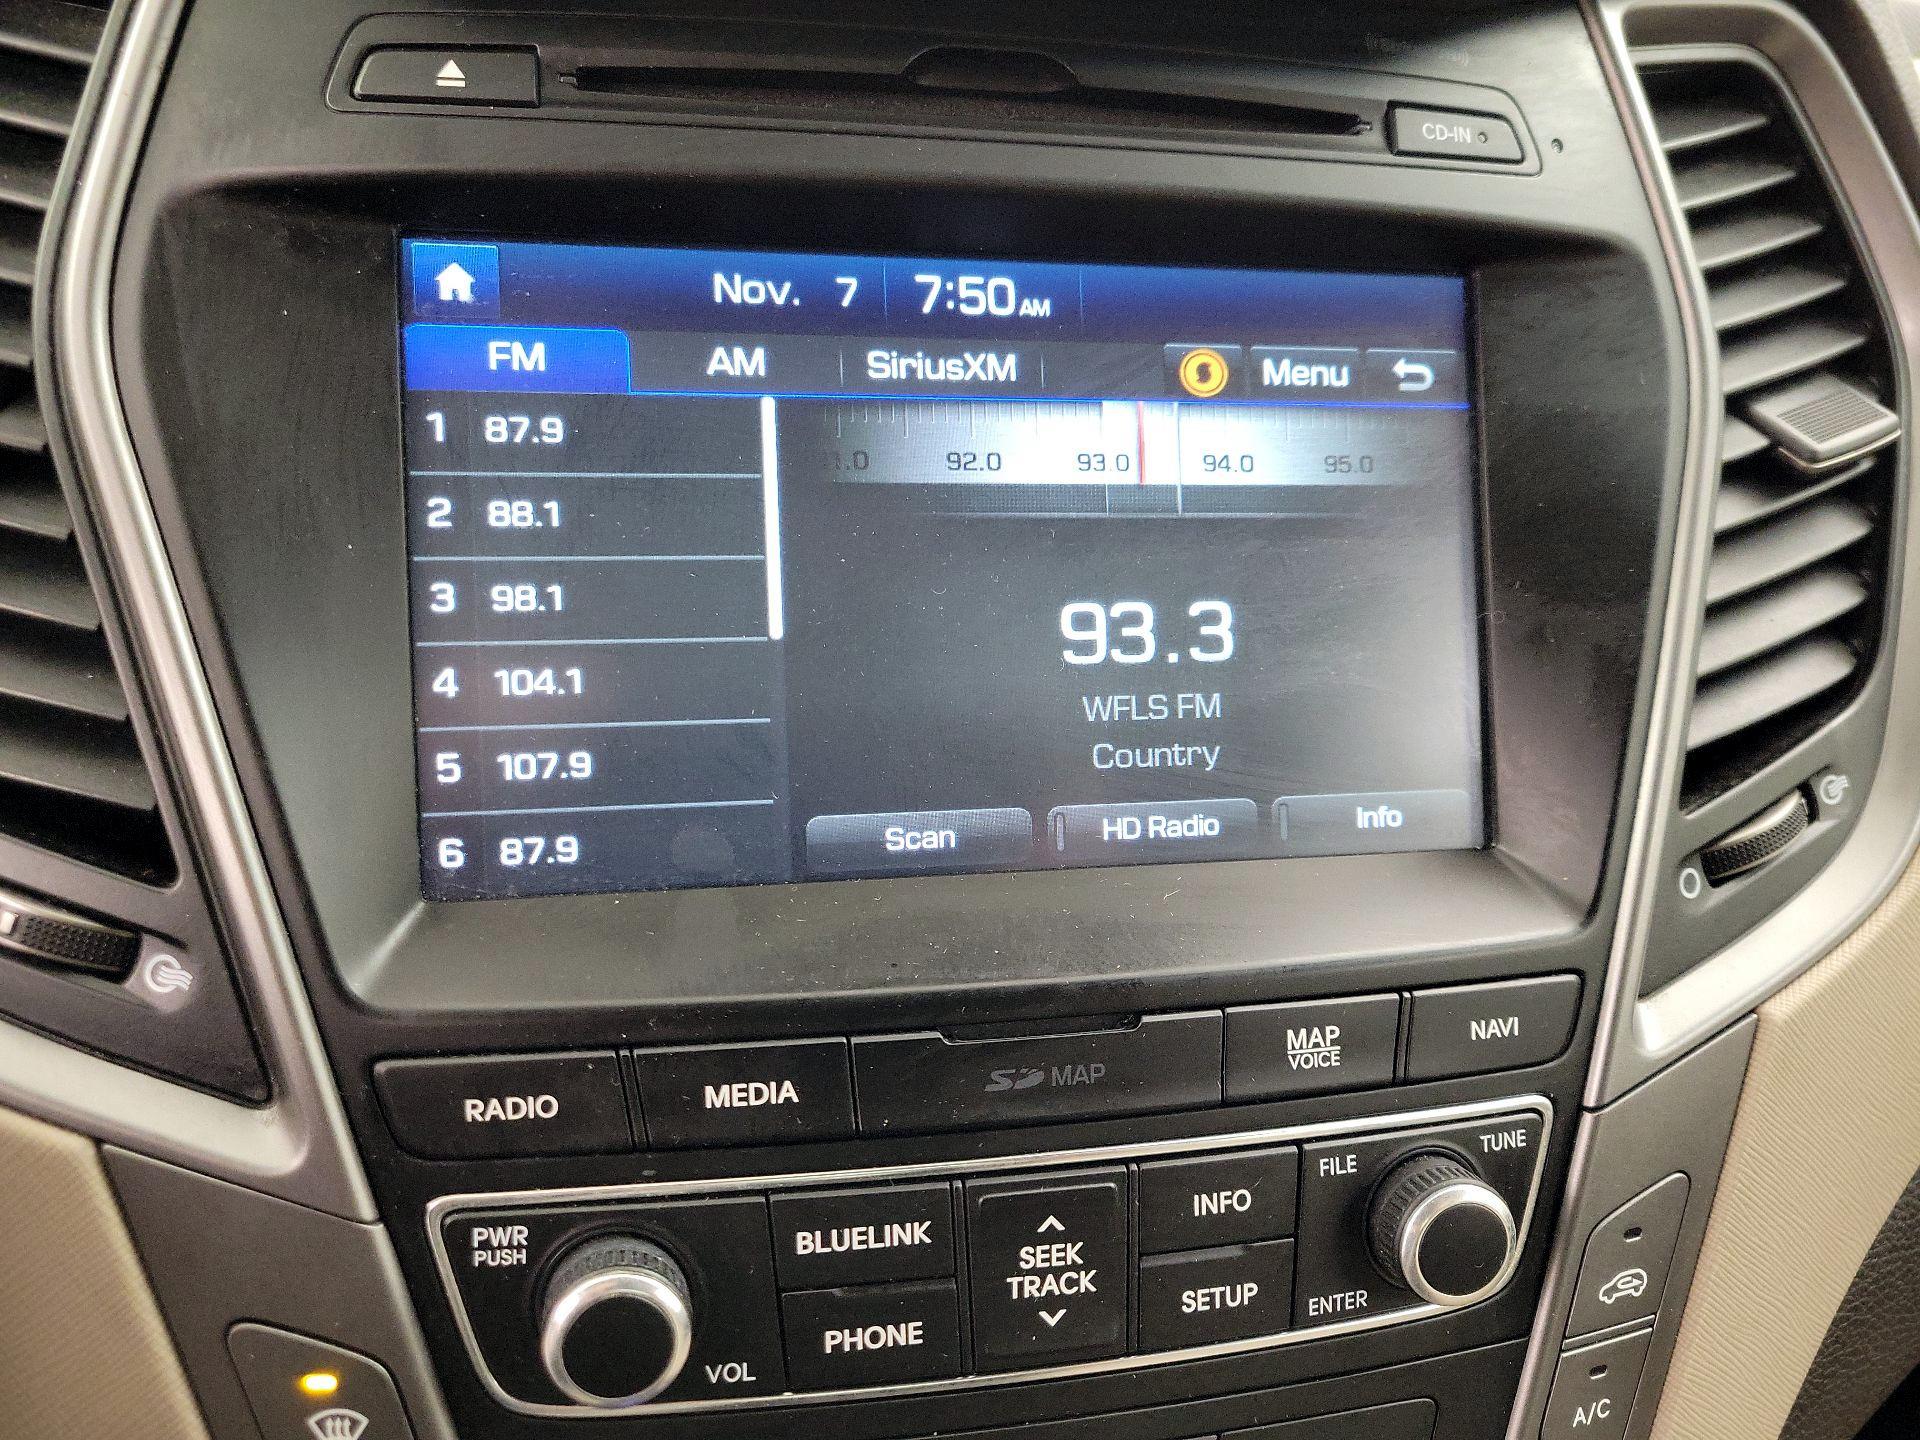 CD-IN
Nov. 7 7:50 AM
FM AM SiriusXM Menu
1 87.9
2 88.1
3 98.1
4 104.1
5 107.9
6 87.9
92.0 93.0 94.0 95.0
93.3
WFLS FM
Country
Scan HD Radio Info
RADIO MEDIA SD MAP MAP
VOICE
NAVI
PWR
PUSH
VOL
BLUELINK
PHONE
SEEK
TRACK
INFO
SETUP
FILE
TUNE
ENTER
A/C